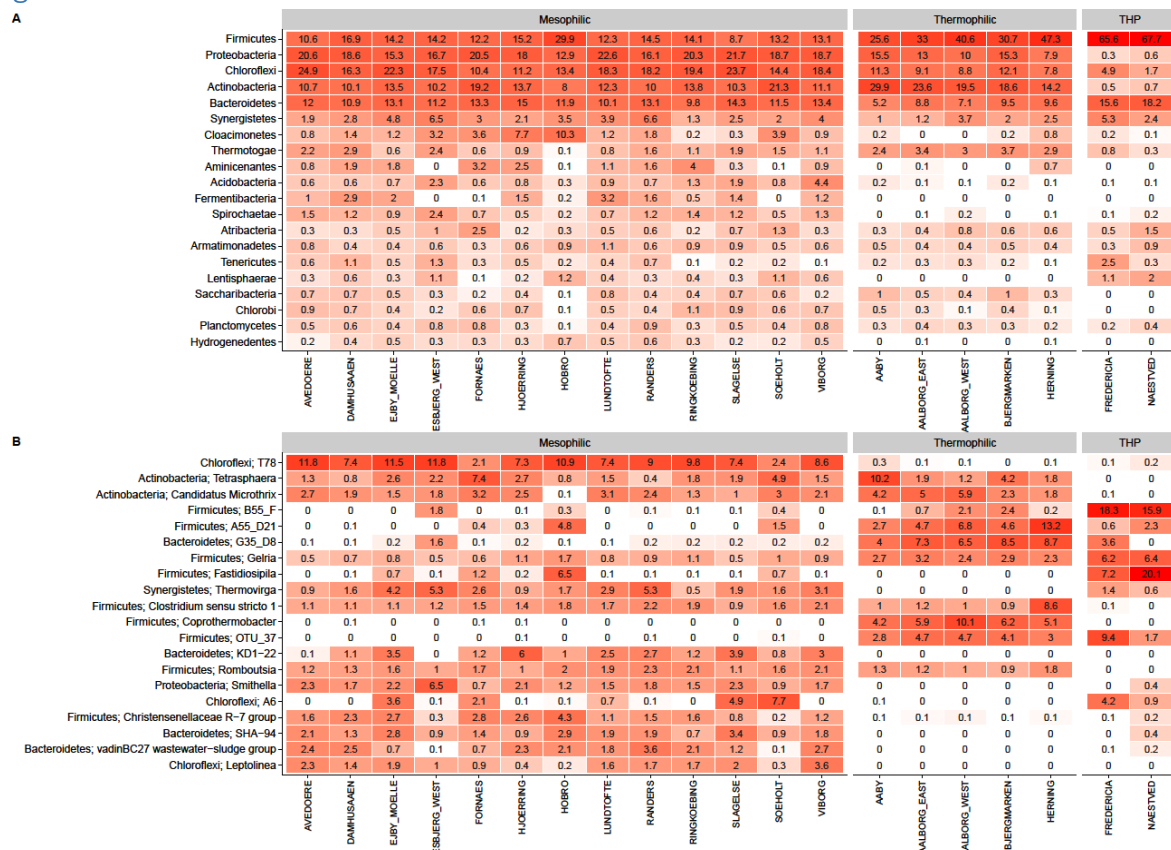 A
Mesophilic Thermophilic THP
Firmicutes 10.6 16.9 14.2 14.2 12.2 15.2 29.9 12.3 14.5 14.1 8.7 13.2 13.1 25.6 33 40.6 30.7 47.3 65.6 67.7
Proteobacteria 20.6 18.6 15.3 16.7 20.5 18 12.9 22.6 16.1 20.3 21.7 18.7 18.7 15.5 13 10 15.3 7.9 0.3 0.6
Chloroflexi 24.9 16.3 22.3 17.5 10.4 11.2 13.4 18.3 18.2 19.4 23.7 14.4 18.4 11.3 9.1 8.8 12.1 7.8 4.9 1.7
Actinobacteria 10.7 10.1 13.5 10.2 19.2 13.7 8 12.3 10 13.8 10.3 21.3 11.1 29.9 23.6 19.5 18.6 14.2 0.5 0.7
Bacteroidetes 12 10.9 13.1 11.2 13.3 15 11.9 10.1 13.1 9.8 14.3 11.5 13.4 5.2 8.8 7.1 9.5 9.6 15.6 18.2
Synergistetes 1.9 2.8 4.8 6.5 3 2.1 3.5 3.9 6.6 1.3 2.5 2 4 1 1.2 3.7 2 2.5 5.3 2.4
Cloacimonetes 0.8 1.4 1.2 3.2 3.6 7.7 10.3 1.2 1.8 0.2 0.3 3.9 0.9 0.2 0 0 0.2 0.8 0.2 0.1
Thermotogae 2.2 2.9 0.6 2.4 0.6 0.9 0.1 0.8 1.6 1.1 1.9 1.5 1.1 2.4 3.4 3 3.7 2.9 0.8 0.3
Aminicenantes 0.8 1.9 1.8 0 3.2 2.5 0.1 1.1 1.6 4 0.3 0.1 0.9 0 0.1 0 0 0.7 0 0
Acidobacteria 0.6 0.6 0.7 2.3 0.6 0.8 0.3 0.9 0.7 1.3 1.9 0.8 4.4 0.2 0.1 0.1 0.2 0.1 0.1 0.1
Fermentibacteria 1 2.9 2 0 0.1 1.5 0.2 3.2 1.6 0.5 1.4 0 1.2 0 0 0 0 0 0 0
Spirochaetae 1.5 1.2 0.9 2.4 0.7 0.5 0.2 0.7 1.2 1.4 1.2 0.5 1.3 0 0.1 0.2 0 0 0.1 0.2
Atribacteria 0.3 0.3 0.5 1 2.5 0.2 0.3 0.5 0.6 0.2 0.7 1.3 0.3 0.3 0.4 0.8 0.6 0.6 0.5 1.5
Armatimonadetes 0.8 0.4 0.4 0.6 0.3 0.6 0.9 1.1 0.6 0.9 0.9 0.5 0.6 0.5 0.4 0.4 0.5 0.4 0.3 0.9
Tenericutes 0.6 1.1 0.5 1.3 0.5 0.2 0.4 0.4 0.7 0.1 0.2 0.2 0.1 0.2 0.3 0.3 0.2 0.1 2.5 0.3
Lentisphaerae 0.3 0.6 0.3 1.1 0.1 0.2 1.2 0.3 0.4 0.3 0.4 1.1 0.6 0 0 0 0 0 1.1 2
Saccharibacteria 0.7 0.7 0.5 0.3 0.2 0.4 0.1 0.8 0.4 0.4 0.7 0.6 0.2 1 0.5 0.4 1 0.3 0 0
Chlorobi 0.9 0.7 0.4 0.2 0.6 0.7 0.1 0.5 0.4 1.1 0.9 0.6 0.7 0.5 0.3 0.1 0.4 0.1 0 0
Planctomycetes 0.5 0.6 0.4 0.8 0.8 0.3 0.1 0.4 0.9 0.3 0.5 0.4 0.8 0.3 0.4 0.3 0.3 0.2 0.2 0.4
Hydrogenedentes 0.2 0.4 0.5 0.3 0.3 0.3 0.7 0.5 0.6 0.3 0.2 0.2 0.5 0 0 0 0 0.1 0 0
AVEDOERE DAMHUSAAEN EJBY_MOELLE ESBJERG_WEST FORNAES HJOERRING HOBRO LUNDTOFTE RANDERS RINGKOEBING SLAGELSE SOEHOLT VIBORG AABY AALBORG_EAST AALBORG_WEST BJERGMARKEN HERNING FREDERICIA NAESTVED
B
Mesophilic Thermophilic THP
Chloroflexi; T78 11.8 7.4 11.5 11.8 2.1 7.3 10.9 7.4 9 9.8 7.4 2.4 8.6 0.3 0.1 0 0.1 0.1 0.1 0.2
Actinobacteria; Tetrasphaera 1.3 0.8 2.6 2.2 7.4 2.7 0.8 1.5 0.4 1.8 1.9 4.9 1.5 10.2 1.9 1.2 4.2 1.8 0.1 0
Actinobacteria; Candidatus Microthrix 2.7 1.9 1.5 1.8 3.2 2.5 0.1 3.1 2.4 1.3 1 3 2.1 4.2 5 5.9 2.3 1.8 0.1 0
Firmicutes; B55_F 0 0 0 1.8 0 0 0.1 0 0 0 0 0.4 0 0.1 0.7 2.1 2.4 0.2 18.3 15.9
Firmicutes; A55_D21 0 0.1 0 0 0.4 0.3 4.8 0 0 0 0 1.5 0 2.7 4.7 6.8 4.6 13.2 0.6 2.3
Bacteroidetes; G35_D8 0.1 0.1 0.2 1.6 0.2 0.2 0.1 0.2 0.2 0.2 0.2 0.2 0.2 4 7.3 6.5 8.5 8.7 3.6 0
Firmicutes; Gelria 0.5 0.7 0.8 0.5 0.6 1.1 1.7 0.8 0.9 1.1 0.5 1 0.9 2.7 3.2 2.4 2.9 2.3 6.2 6.4
Firmicutes; Fastidiosipila 0 0.1 0.7 0 1.2 0.2 6.5 0.1 0.1 0.1 0.1 0.7 0.1 0 0 0 0 0 7.2 20.1
Synergistetes; Thermovirga 0.9 1.6 4.2 5.3 2.6 0.9 1.7 2.9 5.3 0.5 1.9 1.6 3.1 0 0 0 0 0.1 1.4 0.6
Firmicutes; Clostridium sensu stricto 1 1.1 1.1 1.1 1.2 1.5 1.4 1.8 1.7 2.2 1.9 0.9 1.6 2.1 1 1.2 1 0.9 8.6 0.1 0
Firmicutes; Coprothermobacter 0 0.1 0 0 0.1 0 0 0 0.1 0 0 0 0 4.2 5.9 10.1 6.2 5.1 0 0
Firmicutes; OTU_37 0 0 0 0 0 0 0 0 0.1 0 0 0.1 0 2.8 4.7 4.7 4.1 3 9.4 1.7
Bacteroidetes; KD1-22 0.1 1.1 3.5 0 1.2 6 1 2.5 2.7 1.2 3.9 0.8 3 0 0 0 0 0 0 0
Firmicutes; Romboutsia 1.2 1.3 1.6 1 1.7 1 2 1.9 2.3 2.1 1.1 1.6 2.1 1.3 1.2 1 0.9 1.8 0 0
Proteobacteria; Smithella 2.3 1.7 2.2 6.5 0.7 2.1 1.2 1.5 1.8 1.5 2.3 0.9 1.7 0 0 0 0 0 0 0.4
Chloroflexi; A6 0 0 3.6 0.1 2.1 0 0.1 0.7 0.1 0 4.9 7.7 0 0 0 0 0 0 4.2 0.9
Firmicutes; Christensenellaceae R-7 group 1.6 2.3 2.7 0.3 2.8 2.6 4.3 1.1 1.5 1.6 0.8 0.2 1.2 0.1 0.1 0.1 0.1 0.1 0 0.2
Bacteroidetes; SHA-94 2.1 1.3 2.8 0.9 1.4 0.9 2.9 1.9 1.9 0.7 3.4 0.9 1.8 0 0 0 0 0 0 0.4
Bacteroidetes; vadinBC27 wastewater-sludge group 2.4 2.5 0.7 0.1 0.7 2.3 2.1 1.8 3.6 2.1 1.2 0.1 2.7 0 0 0 0 0 0.1 0.2
Chloroflexi; Leptolinea 2.3 1.4 1.9 1 0.9 0.4 0.2 1.6 1.7 1.7 2 0.3 3.6 0 0 0 0 0 0 0
AVEDOERE DAMHUSAAEN EJBY_MOELLE ESBJERG_WEST FORNAES HJOERRING HOBRO LUNDTOFTE RANDERS RINGKOEBING SLAGELSE SOEHOLT VIBORG AABY AALBORG_EAST AALBORG_WEST BJERGMARKEN HERNING FREDERICIA NAESTVED